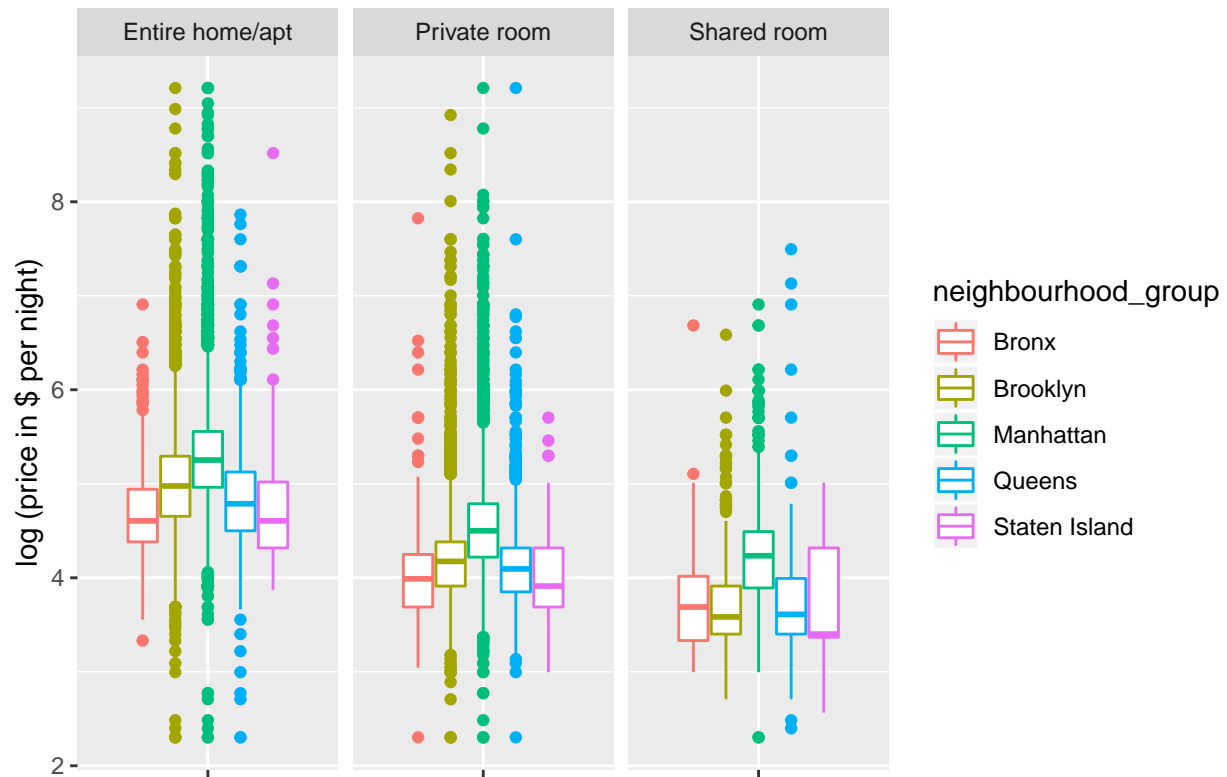 Entire home/apt
Private room
Shared room
log (price in $ per night)
8
6
4
2
neighbourhood_group
Bronx
Brooklyn
Manhattan
Queens
Staten Island